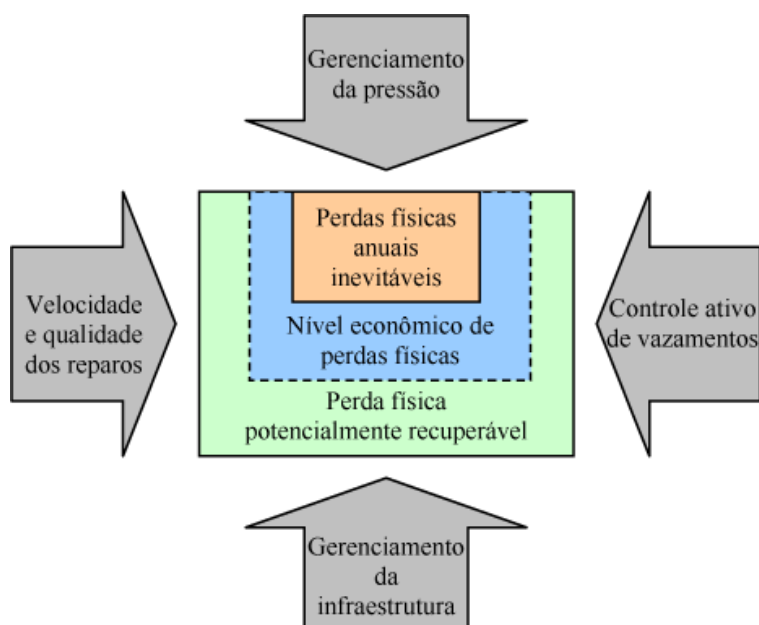 Gerenciamento
da pressão
Perdas físicas
anuais
inevitáveis
Velocidade
e qualidade
dos reparos
Nível econômico de
perdas físicas
Controle ativo
de vazamentos
Perda física
potencialmente recuperável
Gerenciamento
da
infraestrutura